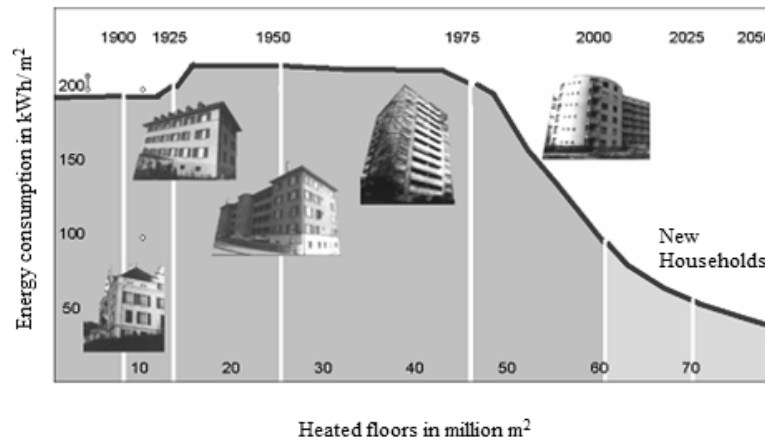 1900 1925 1950 1975 2000 2025 2050
Energy consumption in kWh/m²
200
150
100
50
New
Households
10 20 30 40 50 60 70
Heated floors in million m²